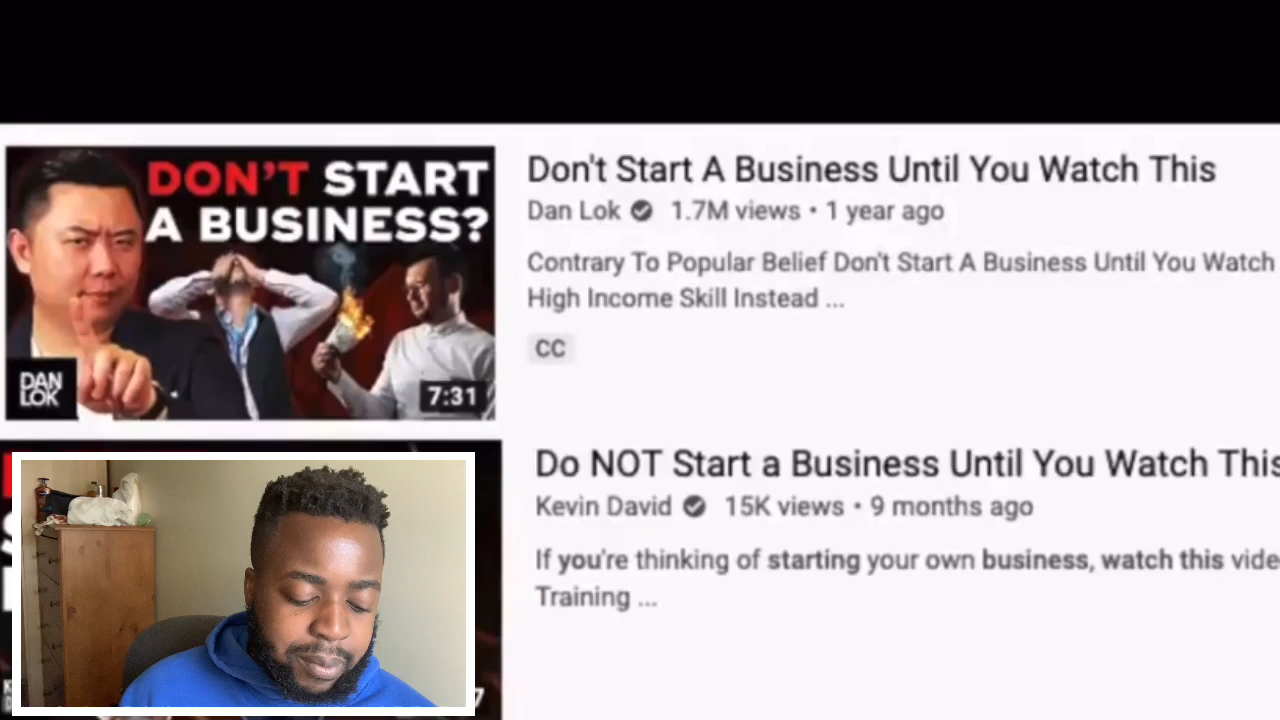 DON'T START
A BUSINESS?
DAN
LOK
7:31
Don't Start A Business Until You Watch This
Dan Lok 1.7M views • 1 year ago
Contrary To Popular Belief Don't Start A Business Until You Watch
High Income Skill Instead ...
CC
Do NOT Start a Business Until You Watch This
Kevin David 15K views • 9 months ago
If you're thinking of starting your own business, watch this vide
Training ...